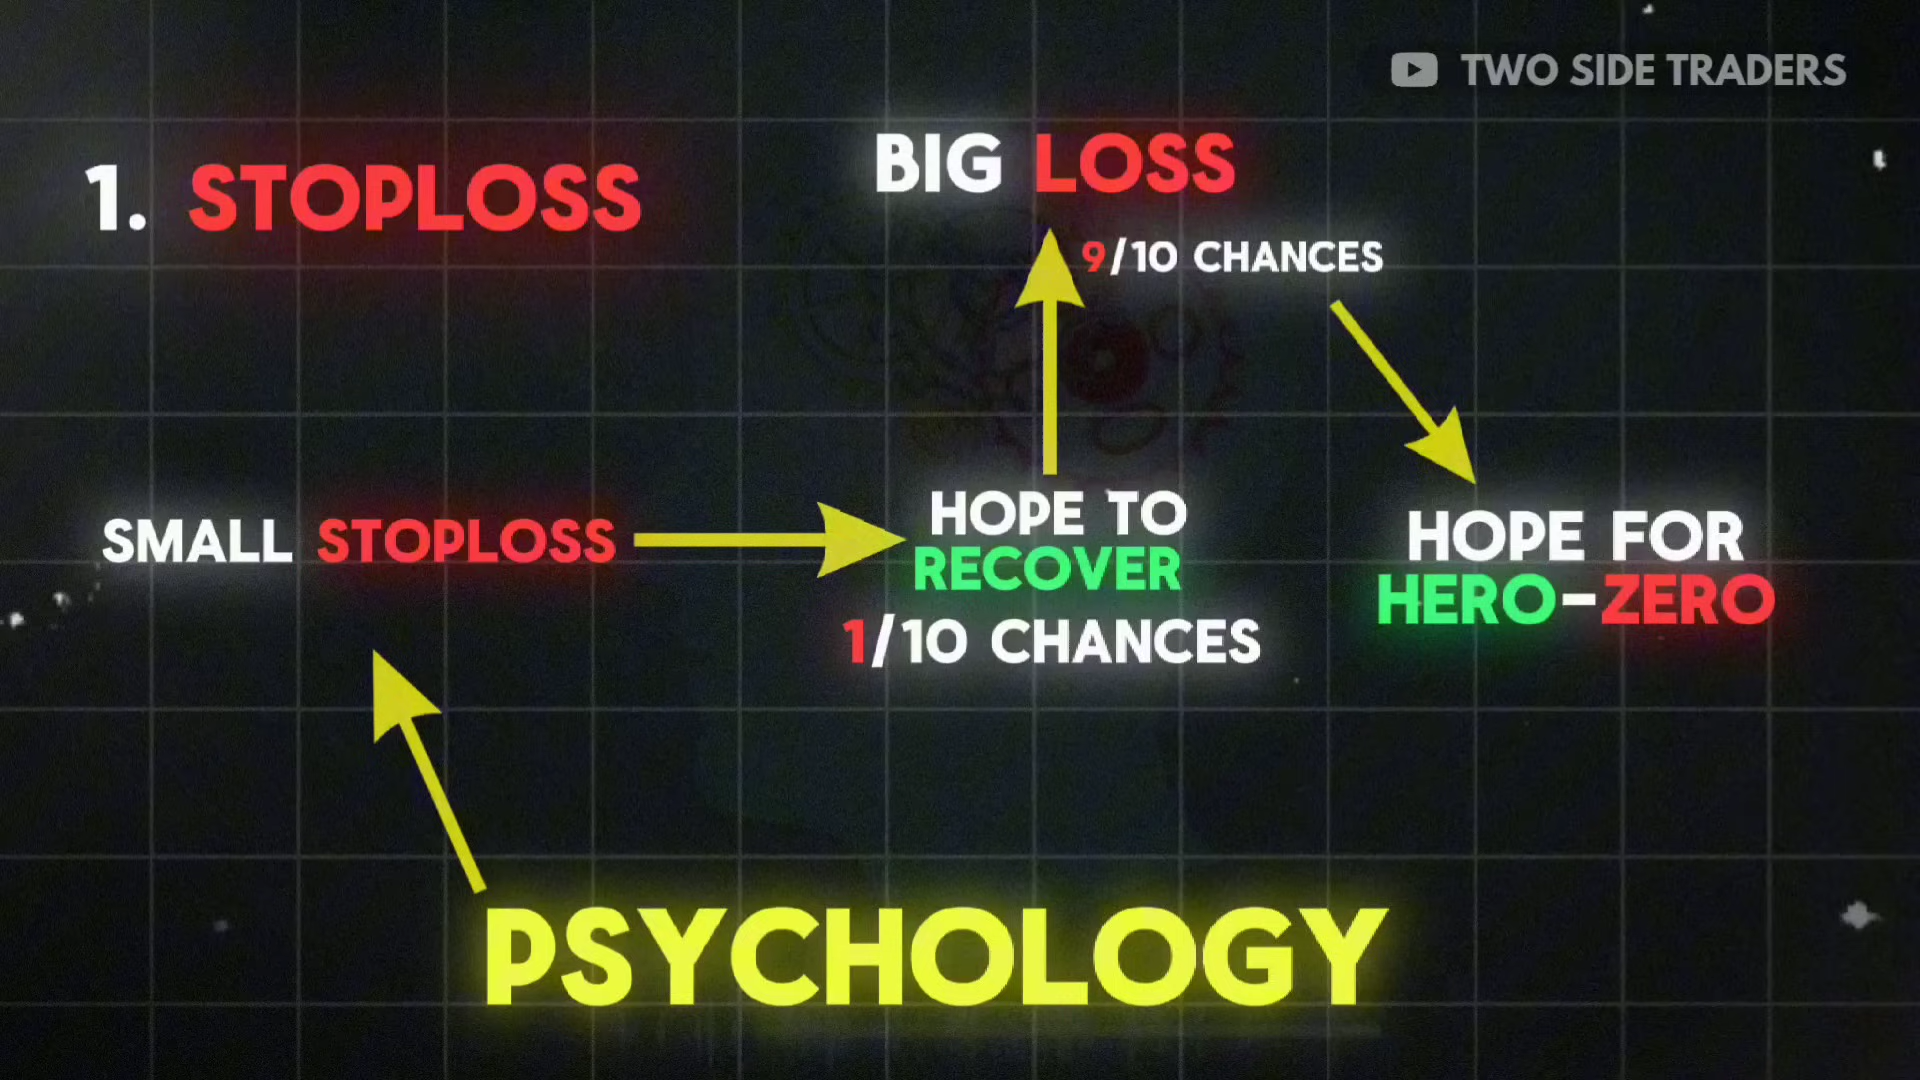 TWO SIDE TRADERS
1. STOPLOSS
BIG LOSS
9/10 CHANCES
SMALL STOPLOSS
HOPE TO
RECOVER
1/10 CHANCES
HOPE FOR
HERO-ZERO
PSYCHOLOGY